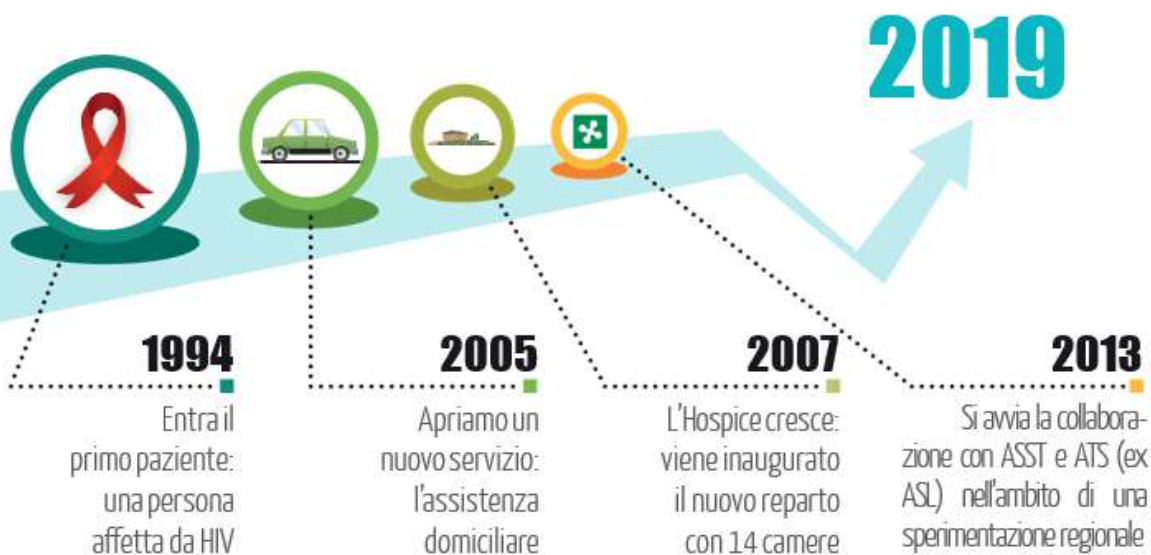 2019
1994
Entra il
primo paziente:
una persona
affetta da HIV
2005
Apriamo un
nuovo servizio:
l'assistenza
domiciliare
2007
L'Hospice cresce:
viene inaugurato
il nuovo reparto
con 14 camere
2013
Si avvia la collabora-
zione con ASST e ATS (ex
ASL) nell'ambito di una
sperimentazione regionale